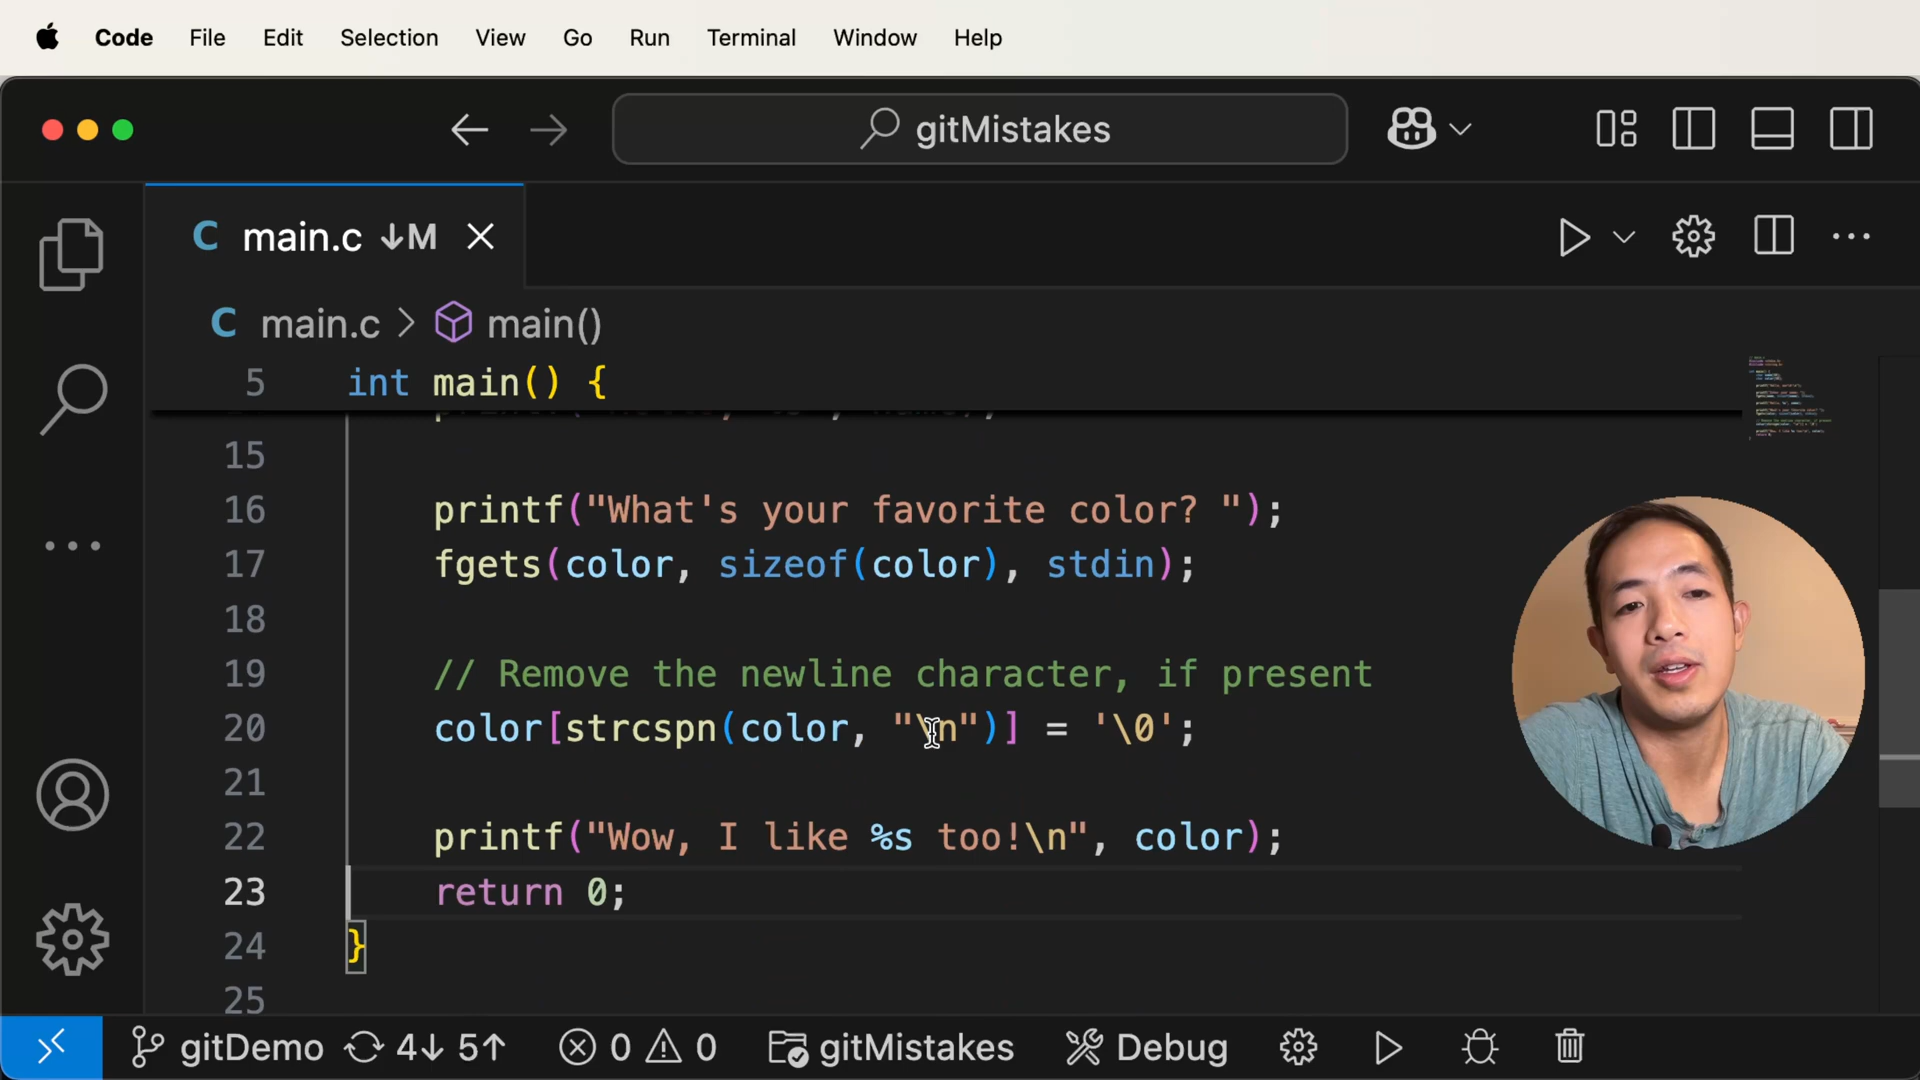 Code File Edit Selection View Go Run Terminal Window Help
gitMistakes
C main.c ↓M
C main.c > main()
5 int main() {
15
16 printf("What's your favorite color? ");
17 fgets(color, sizeof(color), stdin);
18
19 // Remove the newline character, if present
20 color[strcspn(color, "\n")] = '\0';
21
22 printf("Wow, I like %s too!\n", color);
23 return 0;
24 }
25
gitDemo 4↓ 5↑ 0 0 gitMistakes Debug